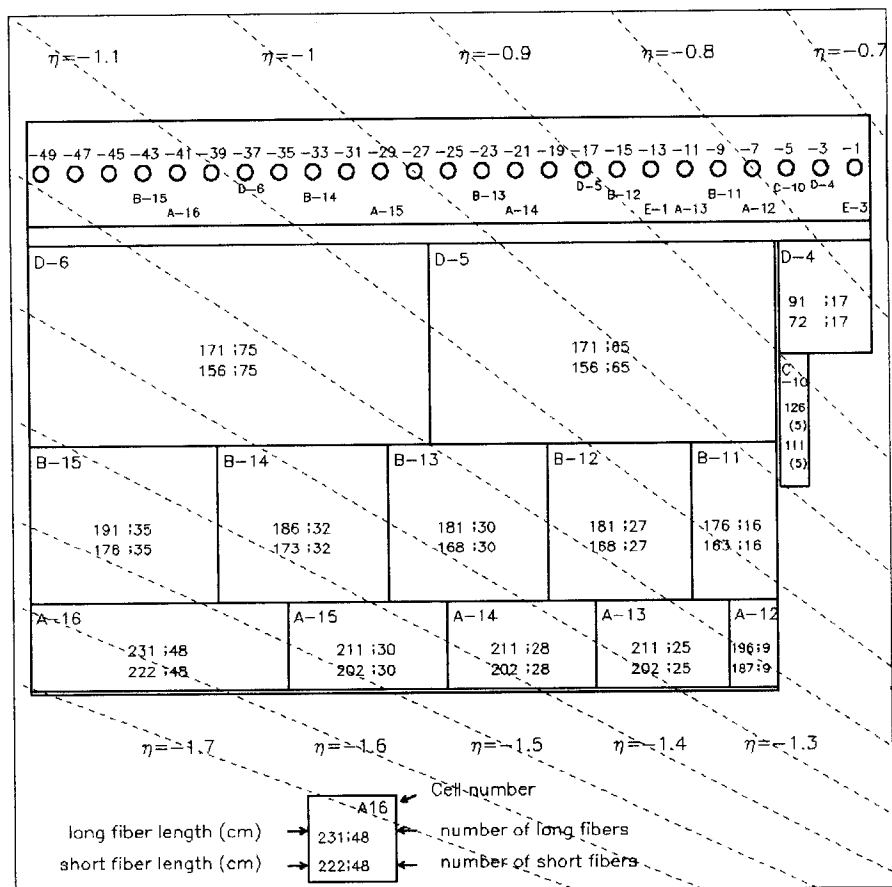 η=-1.1 η=-1 η=-0.9 η=-0.8 η=-0.7
-49 -47 -45 -43 -41 -39 -37 -35 -33 -31 -29 -27 -25 -23 -21 -19 -17 -15 -13 -11 -9 -7 -5 -3 -1
B-15 D-6 B-14 B-13 D-5 B-12 B-11 C-10 D-4
A-16 A-15 A-14 E-1 A-13 A-12 E-3
D-6 D-5 D-4
91 ;17
72 ;17
171 ;75 171 ;65
156 ;75 156 ;65
C
-10
126
(5)
111
(5)
B-15 B-14 B-13 B-12 B-11
191 ;35 186 ;32 181 ;30 181 ;27 176 ;16
176 ;35 173 ;32 168 ;30 168 ;27 163 ;16
A-16 A-15 A-14 A-13 A-12
231 ;48 211 ;30 211 ;28 211 ;25 196;9
222 ;48 202 ;30 202 ;28 202 ;25 187;9
η=-1.7 η=-1.6 η=-1.5 η=-1.4 η=-1.3
Cell number
A16
long fiber length (cm) 231;48 number of long fibers
short fiber length (cm) 222;48 number of short fibers